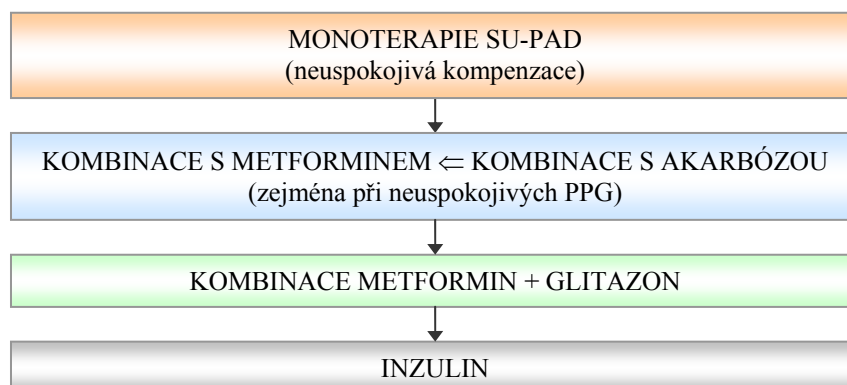 MONOTERAPIE SU-PAD
(neuspokojivá kompenzace)
KOMBINACE S METFORMINEM ⇐ KOMBINACE S AKARBÓZOU
(zejména při neuspokojivých PPG)
KOMBINACE METFORMIN + GLITAZON
INZULIN